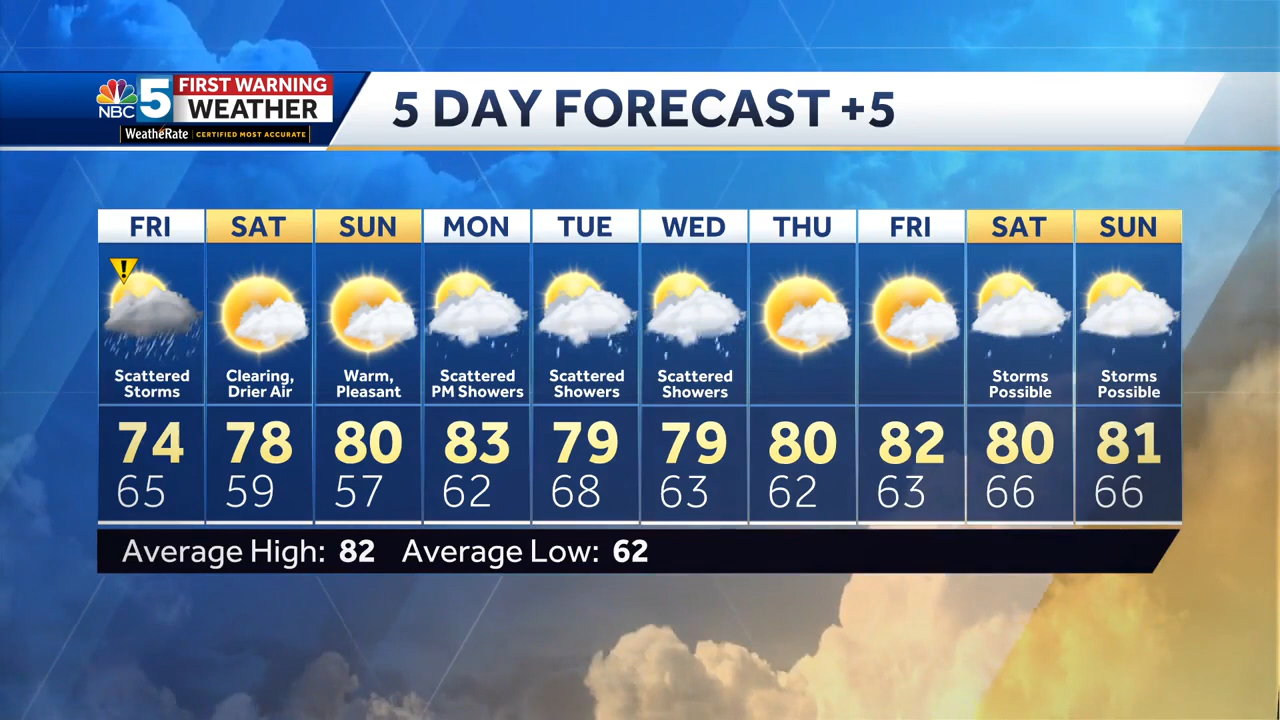 FIRST WARNING
NBC 5 WEATHER
WeatheRate CERTIFIED MOST ACCURATE
5 DAY FORECAST +5
FRI SAT SUN MON TUE WED THU FRI SAT SUN
!
Scattered Clearing, Warm, Scattered Scattered Scattered Storms Storms
Storms Drier Air Pleasant PM Showers Showers Showers Possible Possible
74 78 80 83 79 79 80 82 80 81
65 59 57 62 68 63 62 63 66 66
Average High: 82 Average Low: 62